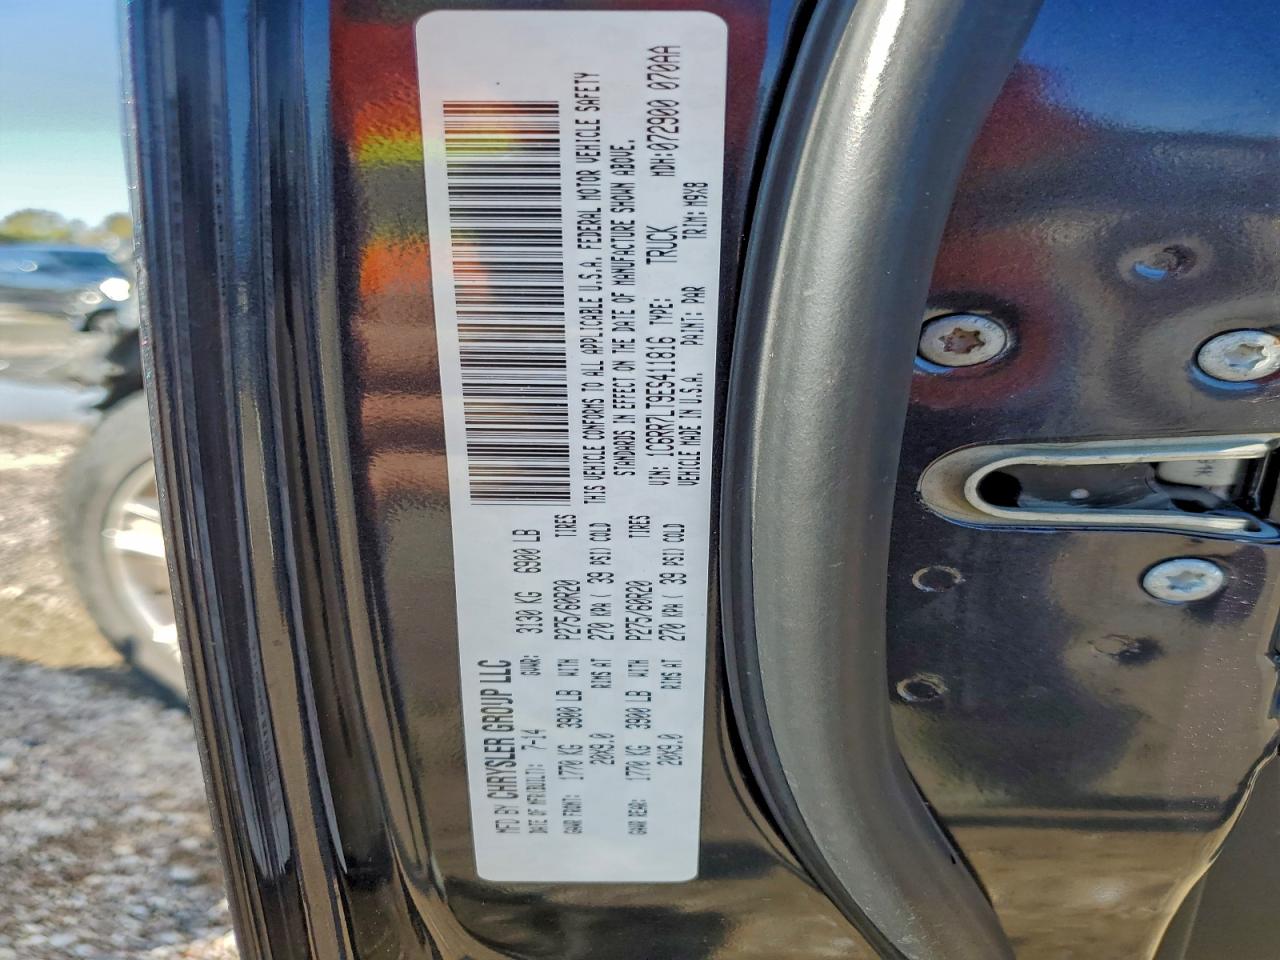 MFD BY CHRYSLER GROUP LLC
DATE OF MFR(BUILT): 7-14 GVWR: 3130 KG 6900 LB
GAWR FRONT: 1770 KG 3900 LB WITH P275/60R20 TIRES
20X9.0 RIMS AT 270 KPA( 39 PSI) COLD
GAWR REAR: 1770 KG 3900 LB WITH P275/60R20 TIRES
20X9.0 RIMS AT 270 KPA( 39 PSI) COLD
THIS VEHICLE CONFORMS TO ALL APPLICABLE U.S.A. FEDERAL MOTOR VEHICLE SAFETY
STANDARDS IN EFFECT ON THE DATE OF MANUFACTURE SHOWN ABOVE.
VIN: 1C6RR7LT9ES411816 TYPE: TRUCK MDH:072900 070AA
VEHICLE MADE IN U.S.A. PAINT: PAR TRIM: M9X8